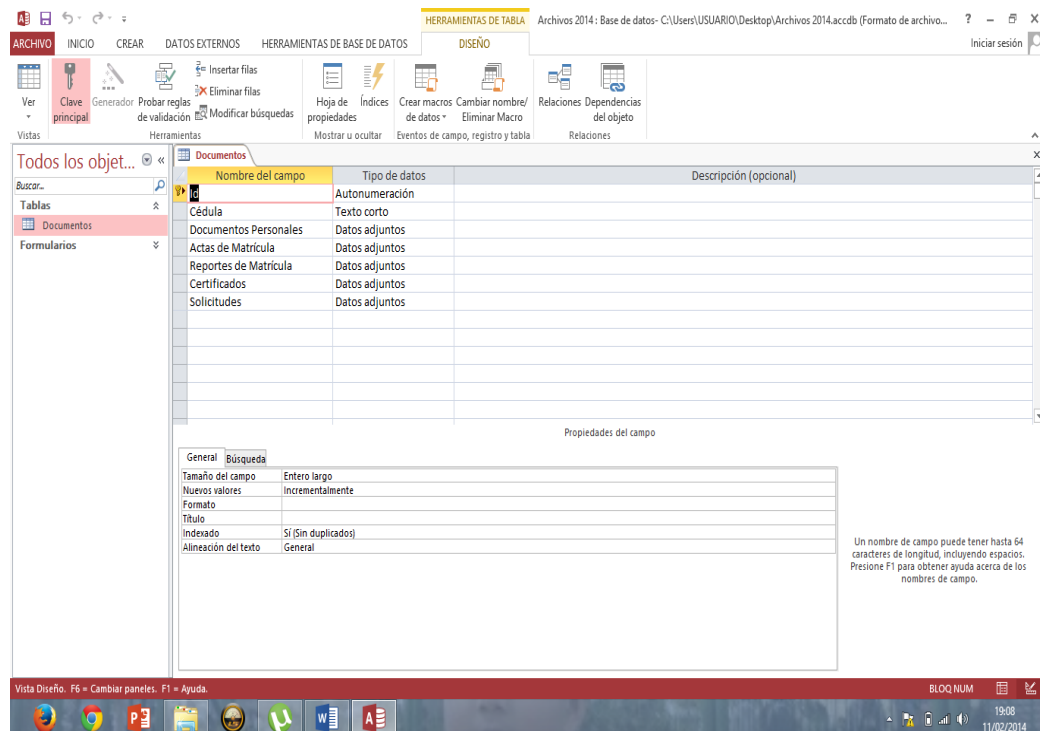 HERRAMIENTAS DE TABLA Archivos 2014 : Base de datos- C:\Users\USUARIO\Desktop\Archivos 2014.accdb (Formato de archivo... ?
ARCHIVO INICIO CREAR DATOS EXTERNOS HERRAMIENTAS DE BASE DE DATOS DISEÑO Iniciar sesión
Ver
Clave principal
Generador
Probar reglas de validación
Insertar filas
Eliminar filas
Modificar búsquedas
Hoja de propiedades
Índices
Crear macros de datos
Cambiar nombre/ Eliminar Macro
Relaciones
Dependencias del objeto
Vistas Herramientas Mostrar u ocultar Eventos de campo, registro y tabla Relaciones
Todos los objet... «
Buscar...
Tablas
Documentos
Formularios
Documentos
Nombre del campo Tipo de datos Descripción (opcional)
Id Autonumeración
Cédula Texto corto
Documentos Personales Datos adjuntos
Actas de Matrícula Datos adjuntos
Reportes de Matrícula Datos adjuntos
Certificados Datos adjuntos
Solicitudes Datos adjuntos
Propiedades del campo
General Búsqueda
Tamaño del campo Entero largo
Nuevos valores Incrementalmente
Formato
Título
Indexado Sí (Sin duplicados)
Alineación del texto General
Un nombre de campo puede tener hasta 64
caracteres de longitud, incluyendo espacios.
Presione F1 para obtener ayuda acerca de los
nombres de campo.
Vista Diseño. F6 = Cambiar paneles. F1 = Ayuda. BLOQ NUM
19:08
11/02/2014